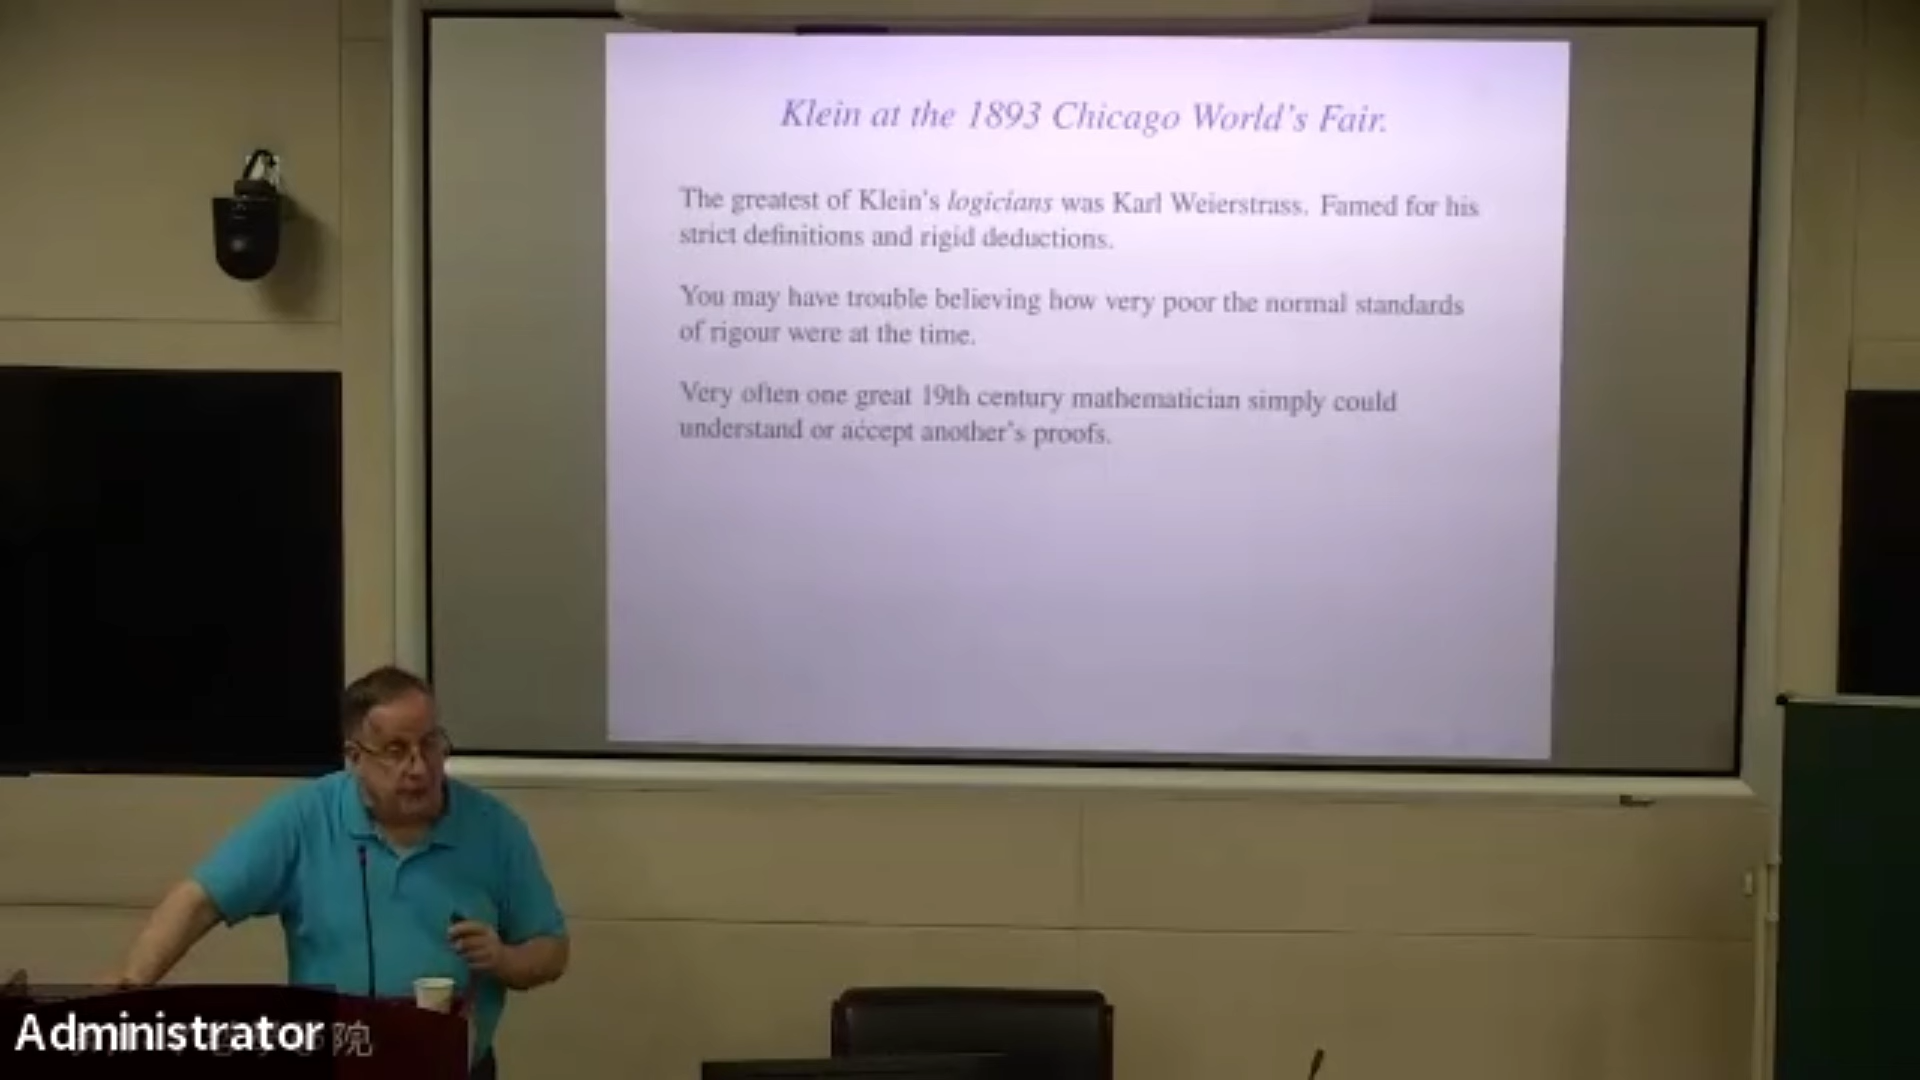 Klein at the 1893 Chicago World's Fair.
The greatest of Klein's logicians was Karl Weierstrass. Famed for his
strict definitions and rigid deductions.
You may have trouble believing how very poor the normal standards
of rigour were at the time.
Very often one great 19th century mathematician simply could
understand or accept another's proofs.
Administrator
院